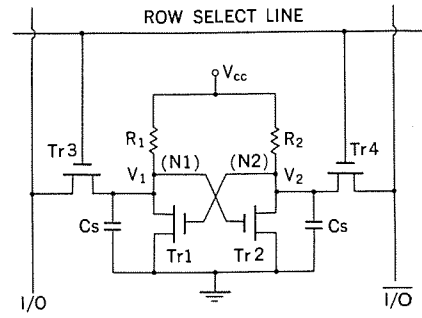 ROW SELECT LINE
Vcc
R1
R2
Tr3
Tr4
(N1)
(N2)
V1
V2
Cs
Cs
Tr1
Tr2
I/O
I/O